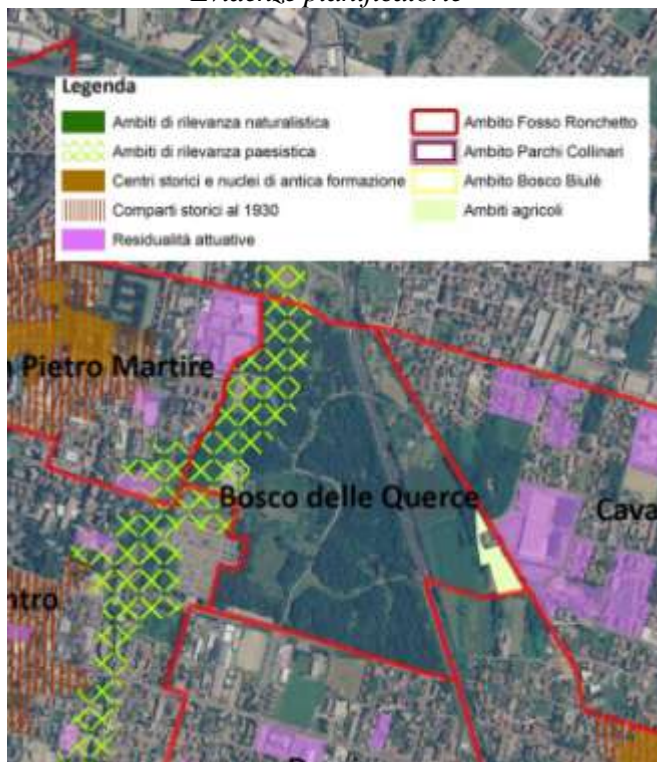 Evidenze pianificatorie
Legenda
Ambiti di rilevanza naturalistica
Ambiti di rilevanza paesistica
Centri storici e nuclei di antica formazione
Comparti storici al 1930
Residualità attuative
Ambito Fosso Ronchetto
Ambito Parchi Collinari
Ambito Bosco Biulè
Ambiti agricoli
Pietro Martire
Bosco delle Querce
Cava
ntro